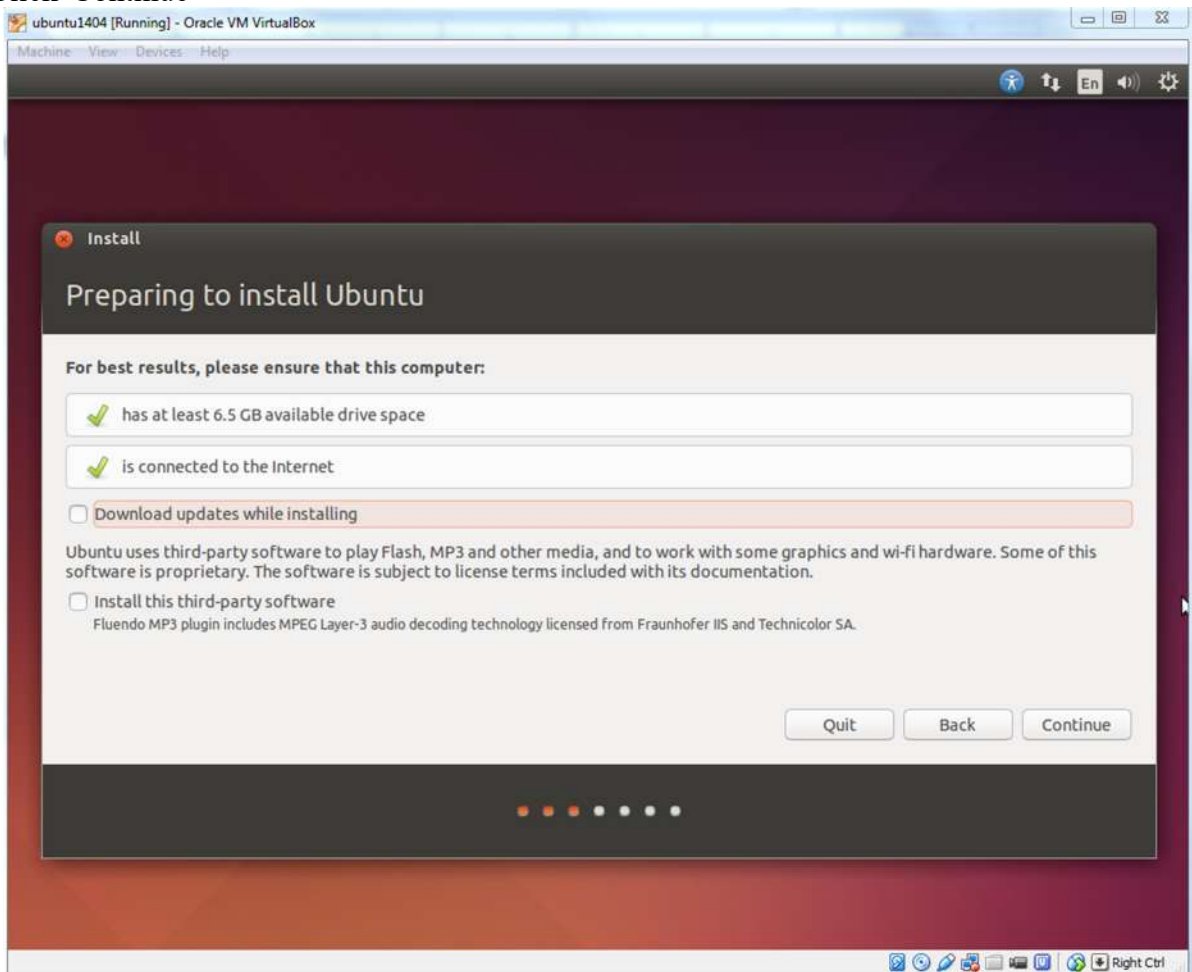 ubuntu1404 [Running] - Oracle VM VirtualBox
Machine View Devices Help
En
Install
Preparing to install Ubuntu
For best results, please ensure that this computer:
has at least 6.5 GB available drive space
is connected to the Internet
Download updates while installing
Ubuntu uses third-party software to play Flash, MP3 and other media, and to work with some graphics and wi-fi hardware. Some of this
software is proprietary. The software is subject to license terms included with its documentation.
Install this third-party software
Fluendo MP3 plugin includes MPEG Layer-3 audio decoding technology licensed from Fraunhofer IIS and Technicolor SA.
Quit Back Continue
Right Ctrl